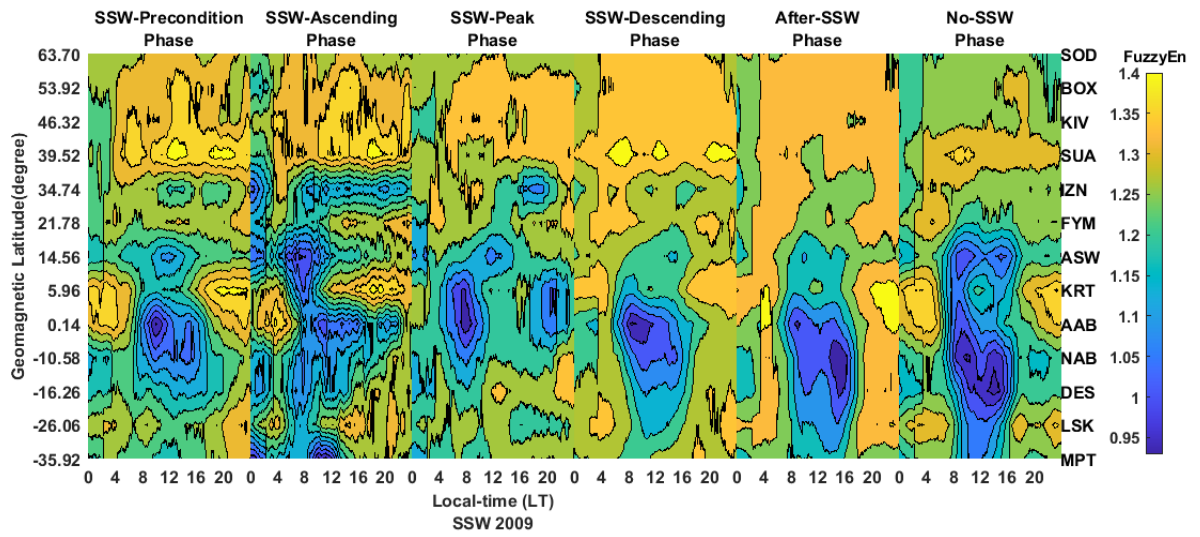 SSW-Precondition SSW-Ascending SSW-Peak SSW-Descending After-SSW No-SSW
Phase Phase Phase Phase Phase Phase
FuzzyEn
63.70 SOD
1.4
53.92 BOX
1.35
46.32 KIV
39.52 SUA
1.3
34.74 IZN
1.25
21.78 FYM
1.2
14.56 ASW
1.15
5.96 KRT
0.14 AAB
1.1
-10.58 NAB
1.05
-16.26 DES
1
-26.06 LSK
0.95
-35.92 MPT
Geomagnetic Latitude(degree)
0 4 8 12 16 20 0 4 8 12 16 20 0 4 8 12 16 20 0 4 8 12 16 20 0 4 8 12 16 20 0 4 8 12 16 20
Local-time (LT)
SSW 2009